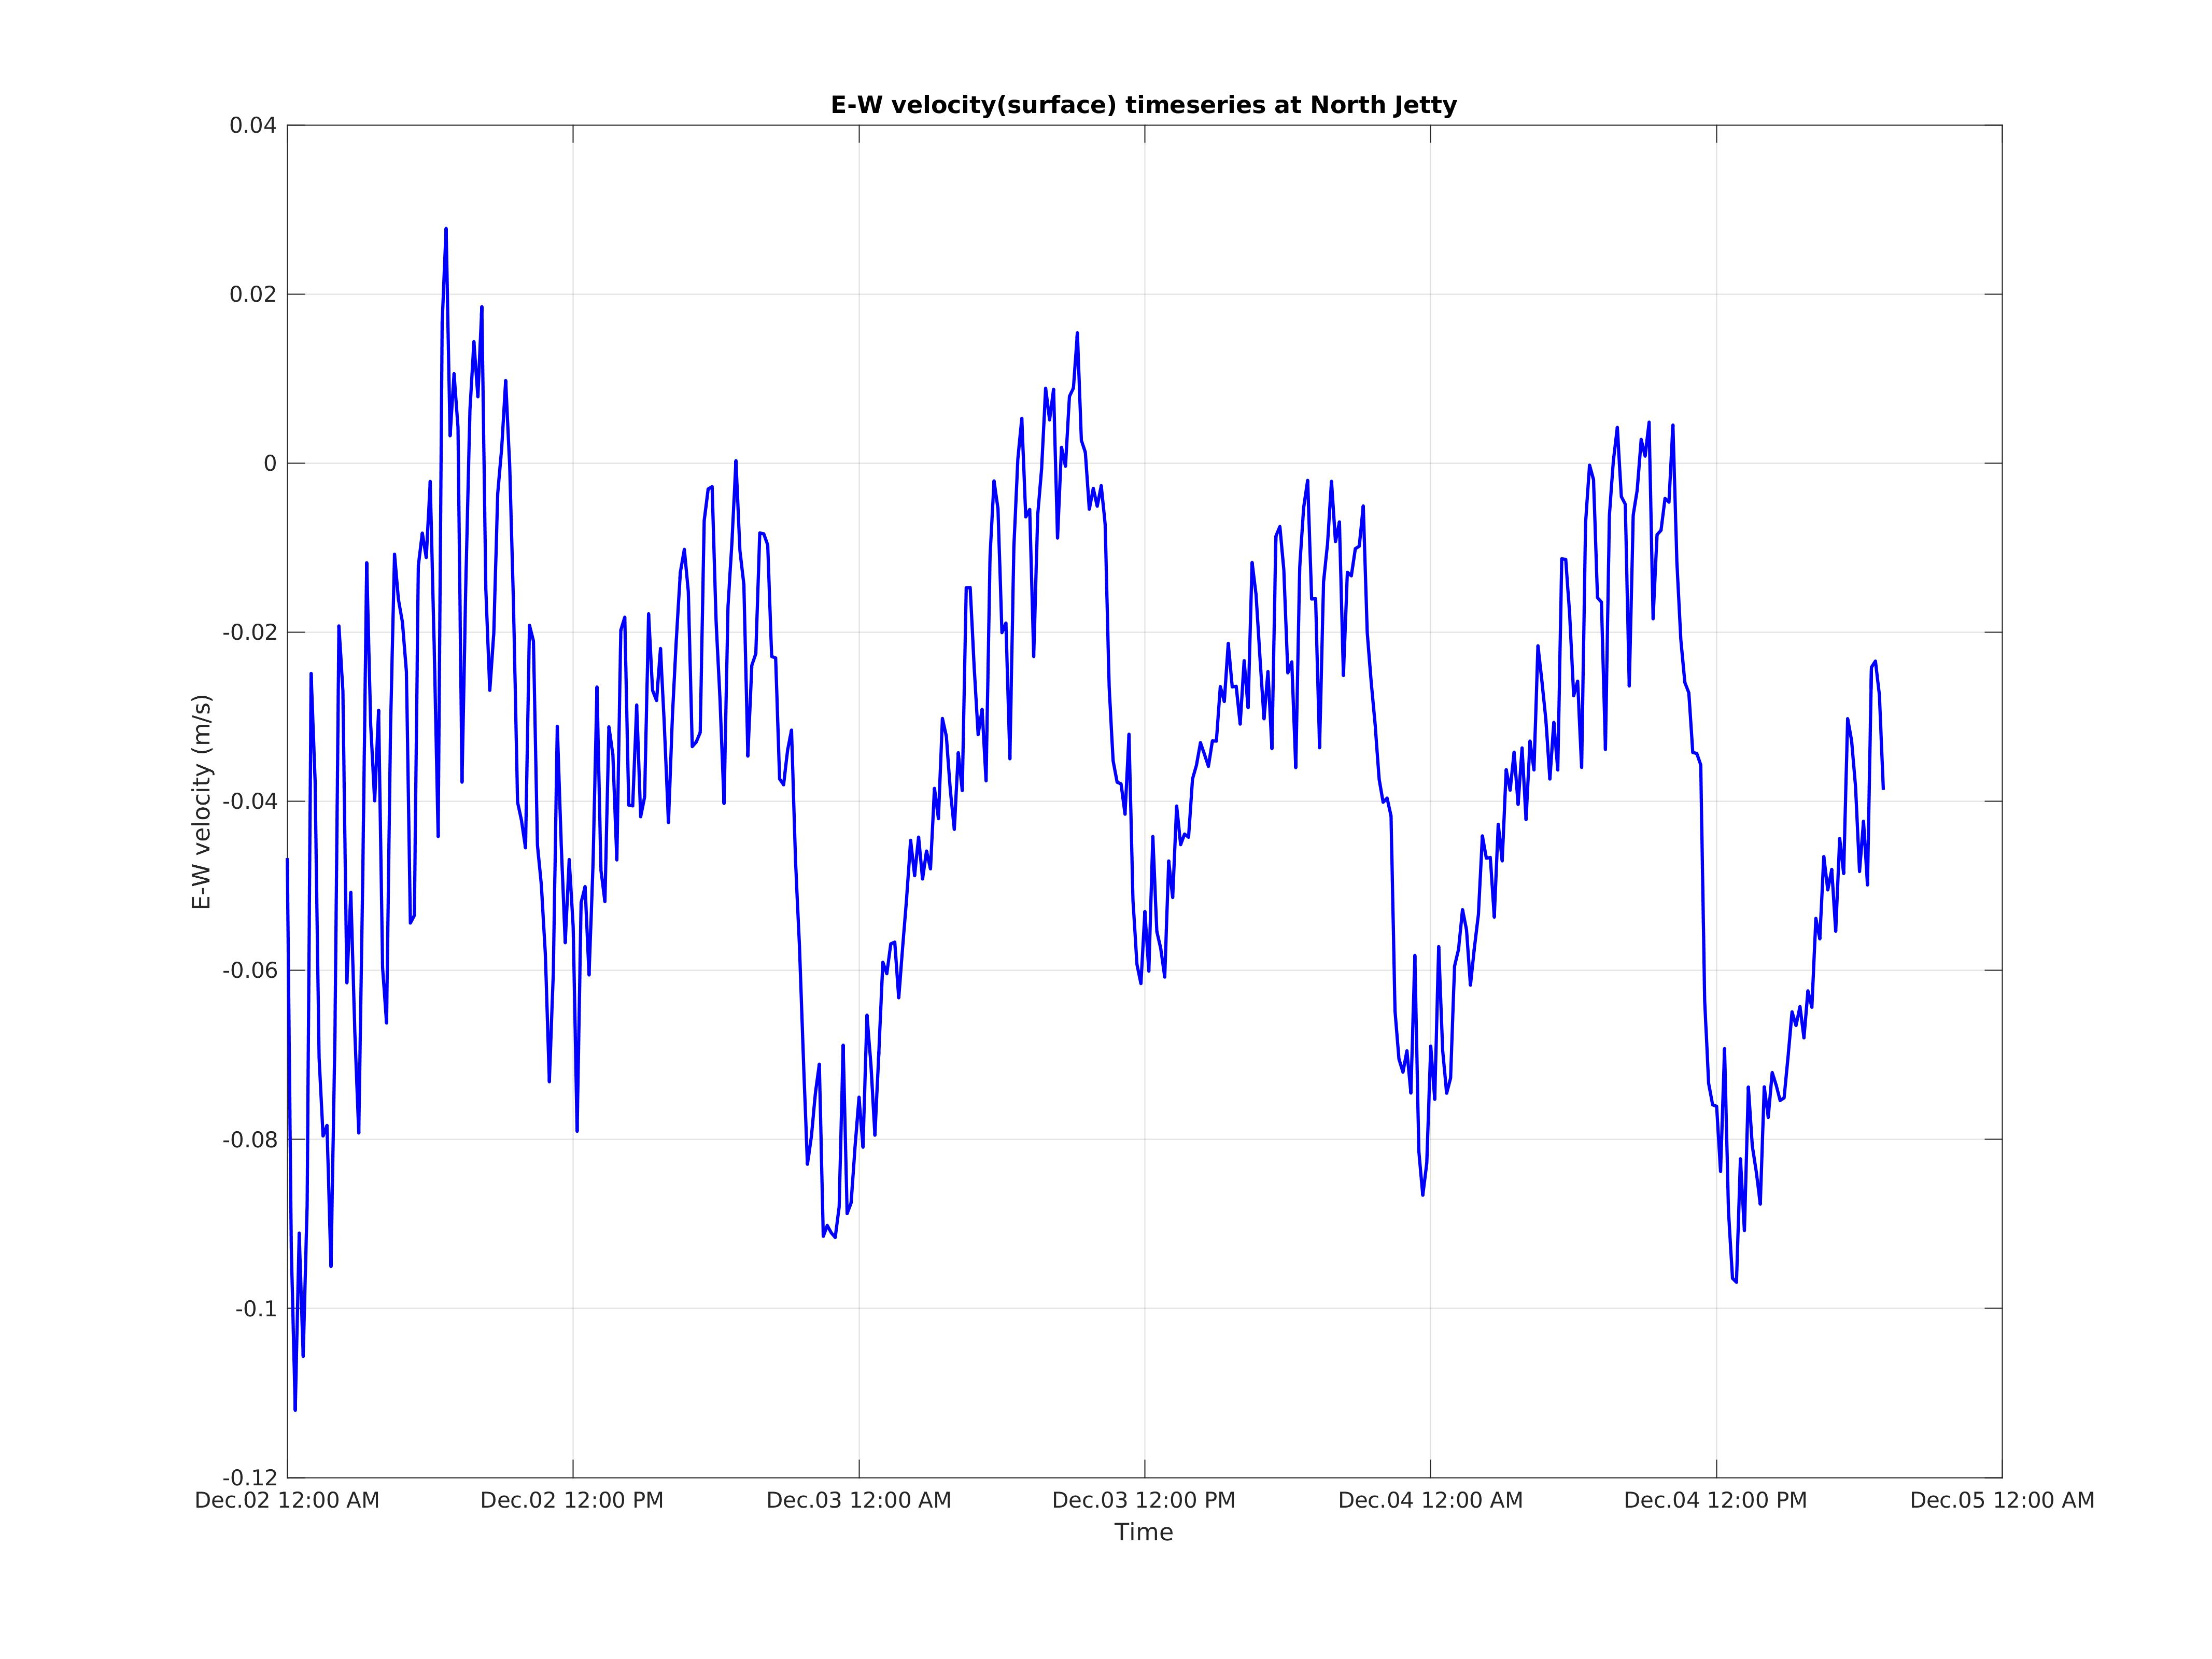 E-W velocity(surface) timeseries at North Jetty
0.04
0.02
0
-0.02
-0.04
-0.06
-0.08
-0.1
-0.12
E-W velocity (m/s)
Dec.02 12:00 AM Dec.02 12:00 PM Dec.03 12:00 AM Dec.03 12:00 PM Dec.04 12:00 AM Dec.04 12:00 PM Dec.05 12:00 AM
Time